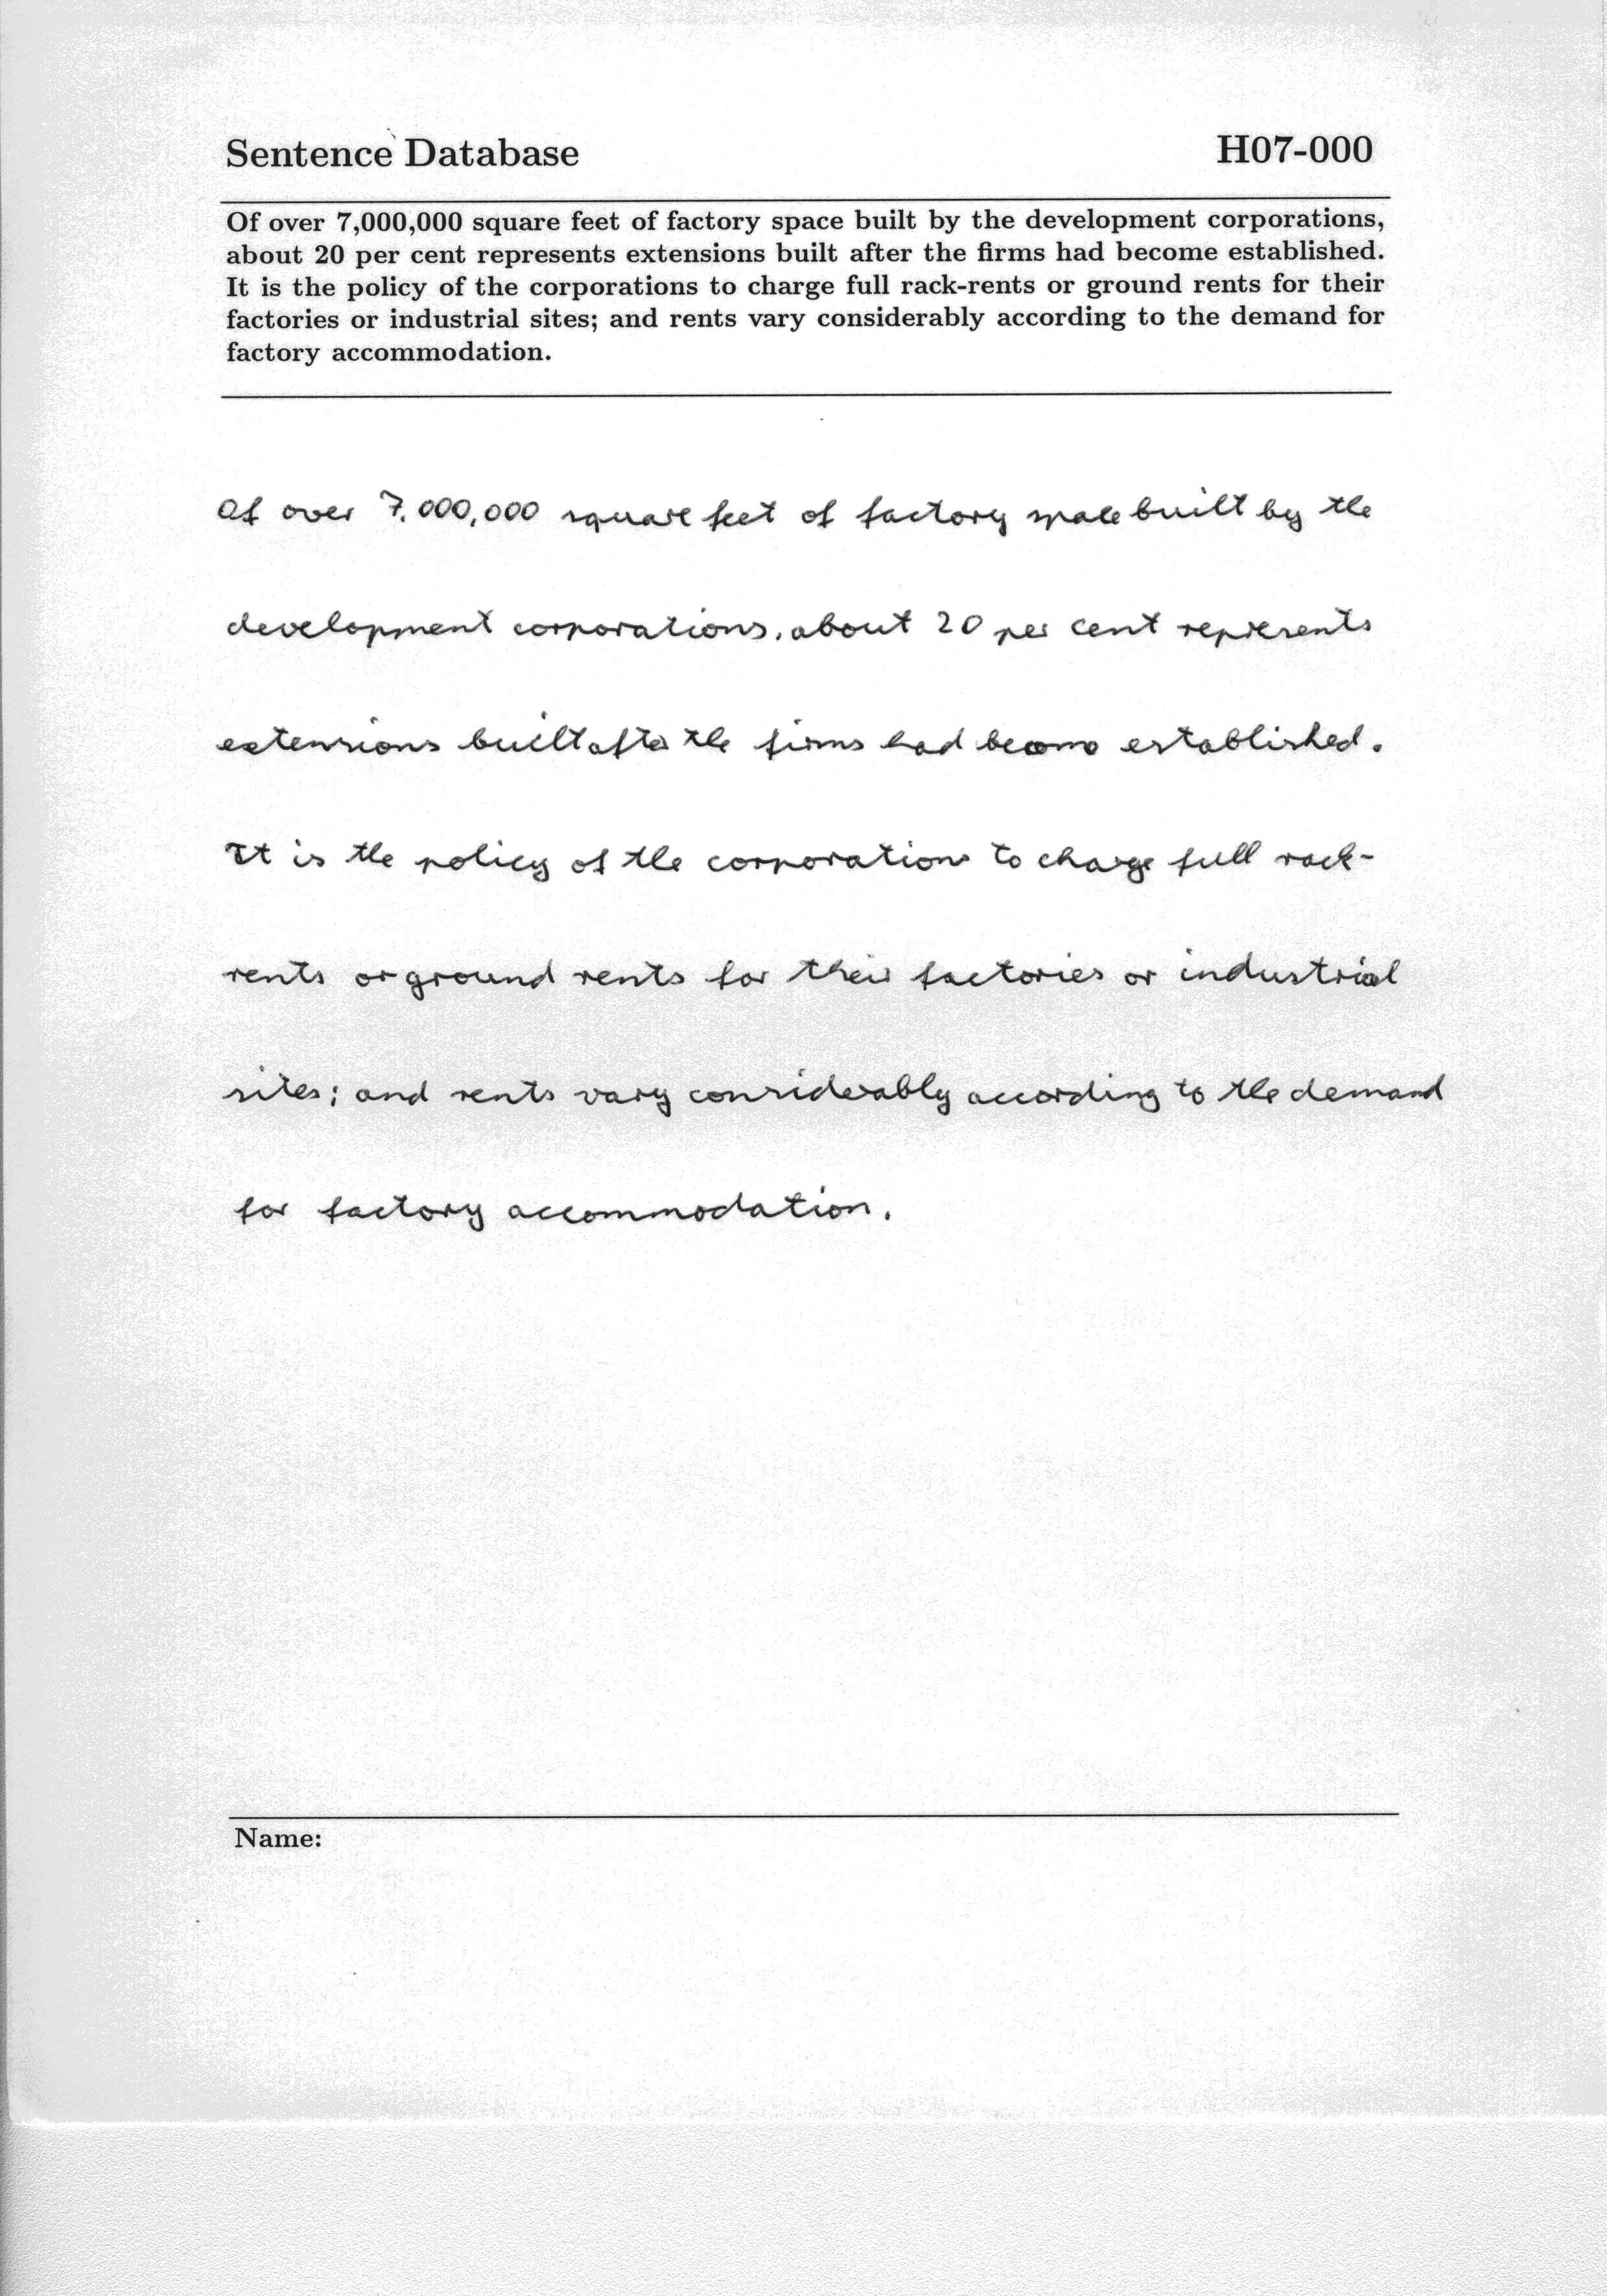 Sentence Database H07-000
Of over 7,000,000 square feet of factory space built by the development corporations,
about 20 per cent represents extensions built after the firms had become established.
It is the policy of the corporations to charge full rack-rents or ground rents for their
factories or industrial sites; and rents vary considerably according to the demand for
factory accommodation.
Of over 7,000,000 square feet of factory space built by the
development corporations, about 20 per cent represents
extensions built after the firms had become established.
It is the policy of the corporations to charge full rack-
rents or ground rents for their factories or industrial
sites; and rents vary considerably according to the demand
for factory accommodation.
Name: